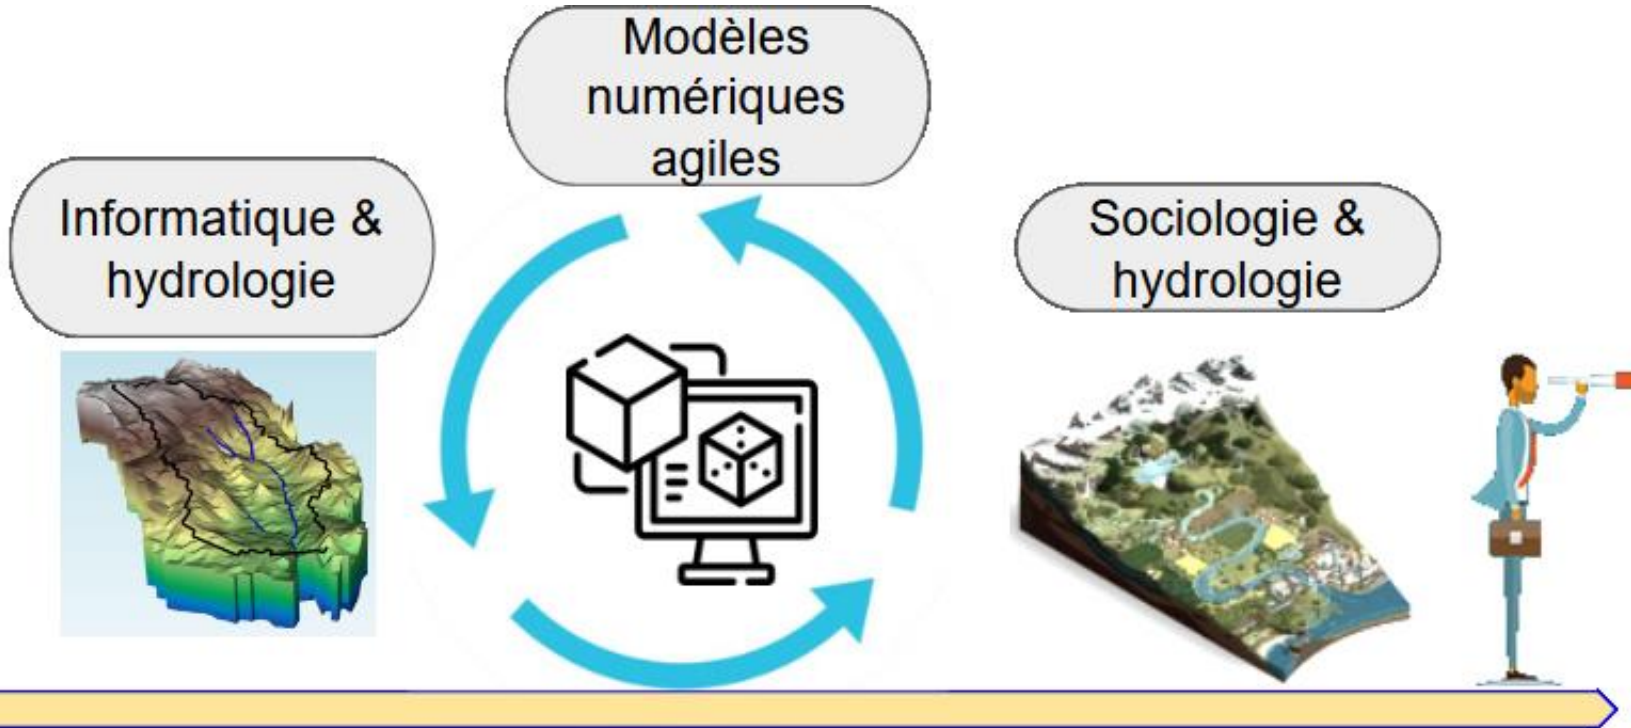 Modèles
numériques
agiles
Informatique &
hydrologie
Sociologie &
hydrologie